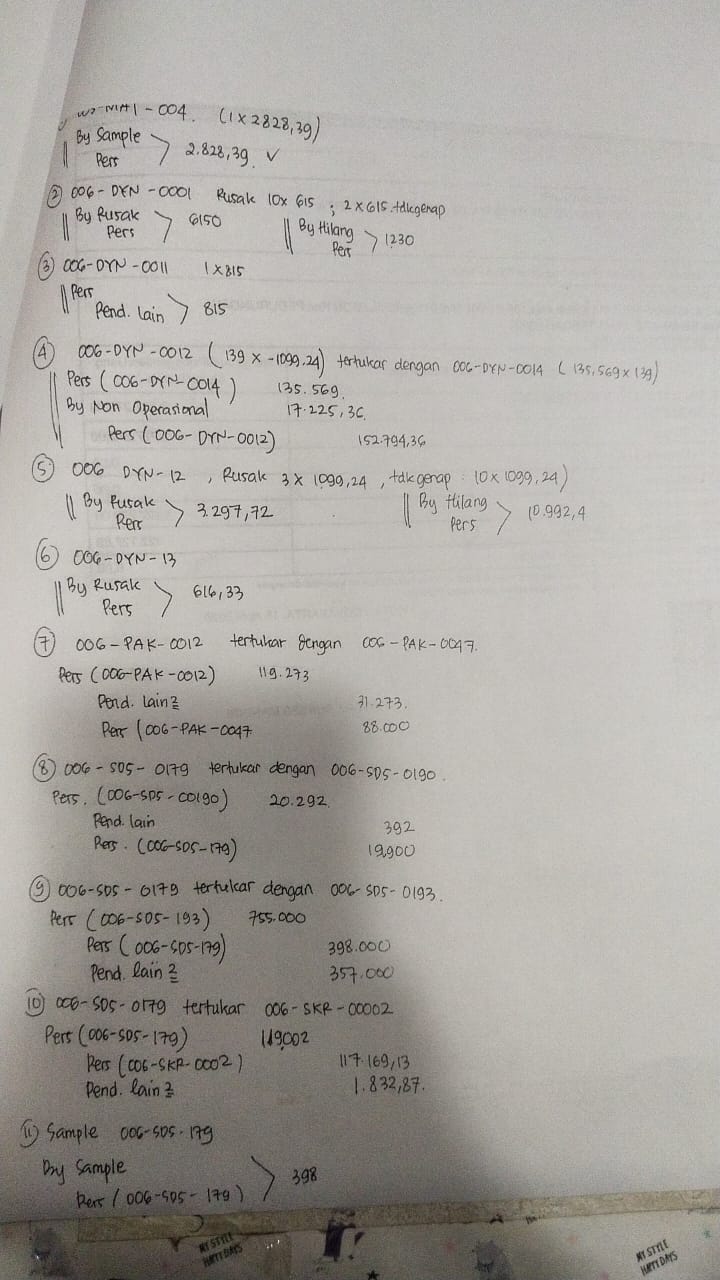 - 004. (1 x 2828,39)
|| By Sample
Pers > 2.828,39 ✓
② 006 - DYN - 0001 Rusak 10x 615 ; 2 x 615 tdk genap
|| By Rusak
Pers > 6150 || By Hilang
Pers > 1230
③ 006-DYN - 0011 1 x 815
|| Pers
Pend. lain > 815
④ 006-DYN - 0012 (139 x -1099.24) tertukar dengan 006-DYN-0014 (135,569 x 139)
|| Pers (006-DYN-0014) 135.569.
By Non Operasional 17.225,36.
Pers (006- DYN-0012) 152.794,36
⑤ 006 DYN-12 , Rusak 3 x 1099,24 , tdk genap : 10 x 1099,24)
|| By Rusak
Pers > 3.297,72 || By Hilang
Pers > 10.992,4
⑥ 006-DYN-13
|| By Rusak
Pers > 616,33
⑦ 006 - PAK- 0012 tertukar dengan 006 - PAK - 0047.
Pers (006-PAK-0012) 119.273
Pend. lain2 31.273.
Pers (006-PAK-0047 88.000
⑧ 006 - SDS - 0179 tertukar dengan 006-SDS-0190.
Pers. (006-SDS-00190) 20.292.
Pend. lain 392
Pers. (006-SDS-179) 19,900
⑨ 006-SDS - 0179 tertukar dengan 006- SDS- 0193.
Pers (006-SDS-193) 755.000
Pers (006-SDS-179) 398.000
Pend. lain2 357.000
⑩ 006-SDS-0179 tertukar 006-SKR-00002
Pers (006-SDS-179) 119.002
Pers (006-SKR-0002) 117.169,13
Pend. lain2 1.832,87.
⑪ Sample 006-SDS-179
By Sample
Pers (006-SDS-179) > 398
MY STYLE
HAPPY DAYS
MY STYLE
HAPPY DAYS